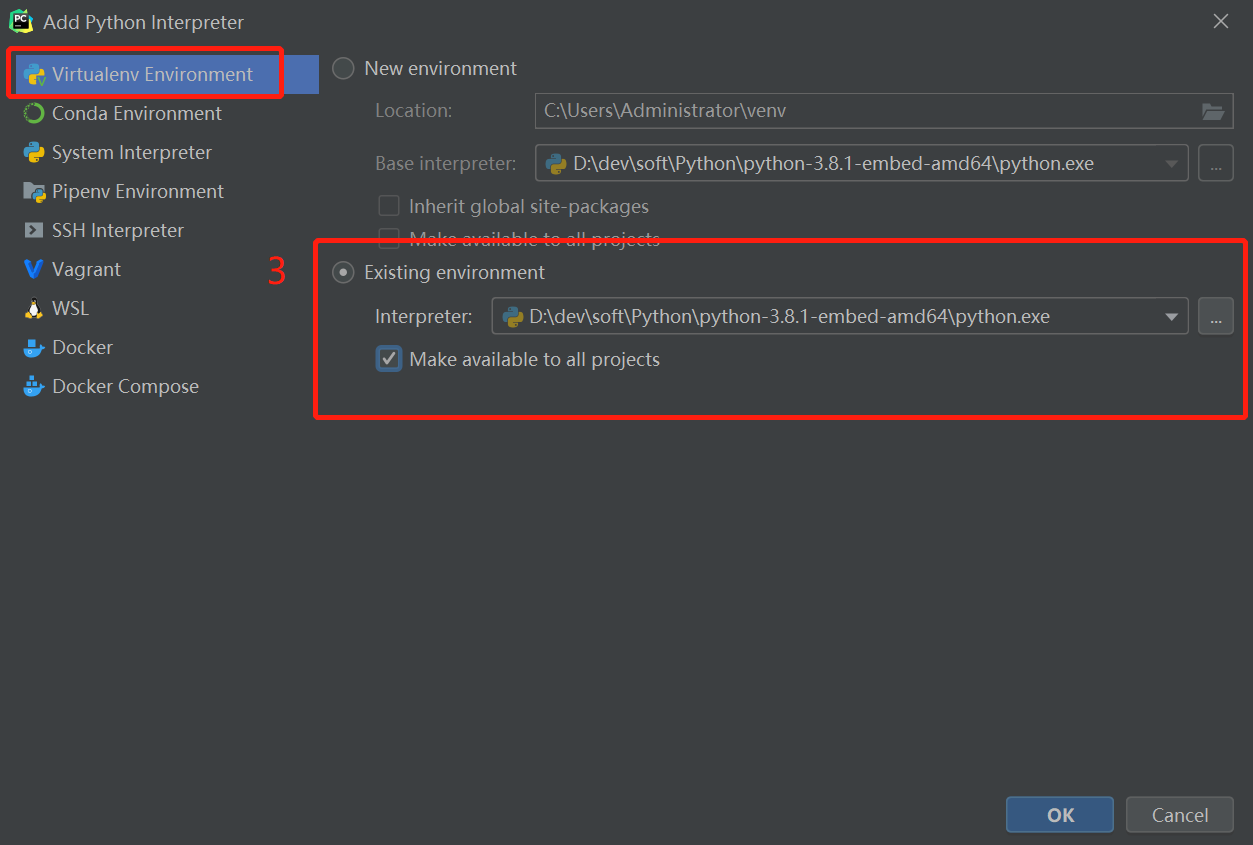 PC
Add Python Interpreter
Virtualenv Environment
Conda Environment
System Interpreter
Pipenv Environment
SSH Interpreter
Vagrant
WSL
Docker
Docker Compose
New environment
Location: C:\Users\Administrator\venv
Base interpreter: D:\dev\soft\Python\python-3.8.1-embed-amd64\python.exe ...
Inherit global site-packages
Make available to all projects
3
Existing environment
Interpreter: D:\dev\soft\Python\python-3.8.1-embed-amd64\python.exe ...
Make available to all projects
OK Cancel